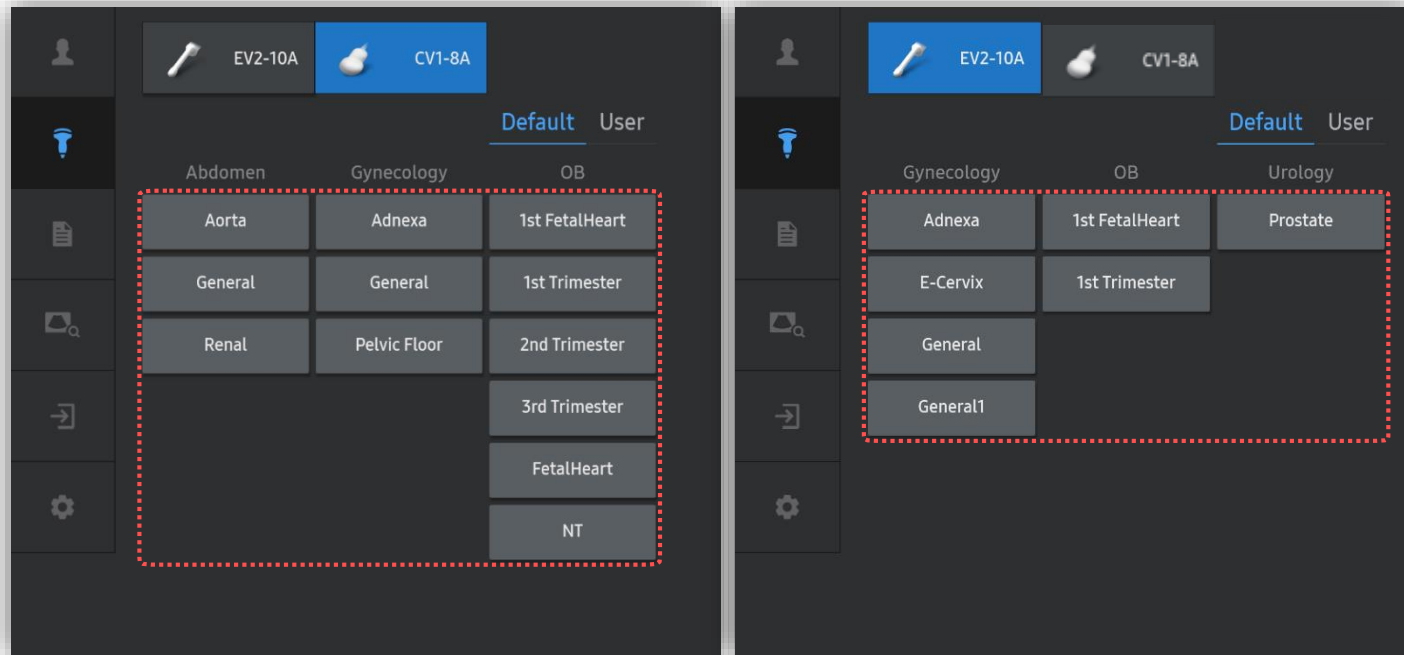 EV2-10A CV1-8A
Default User
Abdomen Gynecology OB
Aorta Adnexa 1st FetalHeart
General General 1st Trimester
Renal Pelvic Floor 2nd Trimester
3rd Trimester
FetalHeart
NT
EV2-10A CV1-8A
Default User
Gynecology OB Urology
Adnexa 1st FetalHeart Prostate
E-Cervix 1st Trimester
General
General1